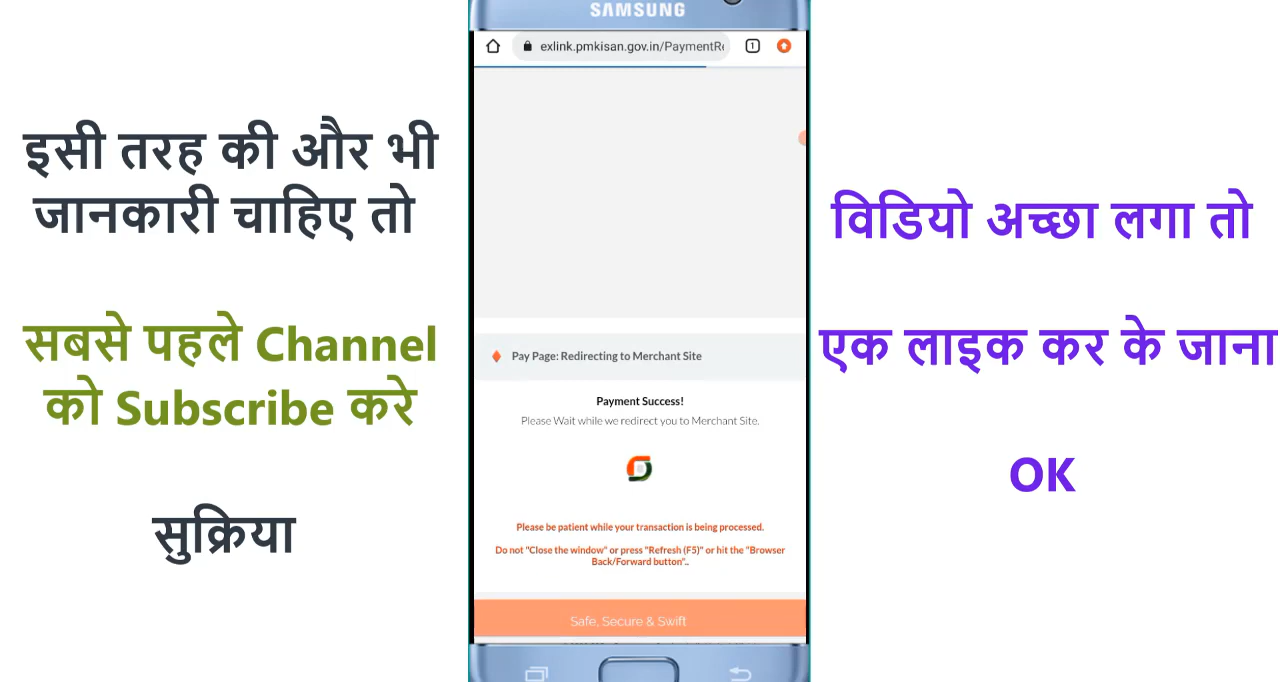 इसी तरह की और भी
जानकारी चाहिए तो
सबसे पहले Channel
को Subscribe करे
सुक्रिया
SAMSUNG
exlink.pmkisan.gov.in/PaymentRe
1
Pay Page: Redirecting to Merchant Site
Payment Success!
Please Wait while we redirect you to Merchant Site.
Please be patient while your transaction is being processed.
Do not "Close the window" or press "Refresh (F5)" or hit the "Browser
Back/Forward button"..
Safe, Secure & Swift
विडियो अच्छा लगा तो
एक लाइक कर के जाना
OK